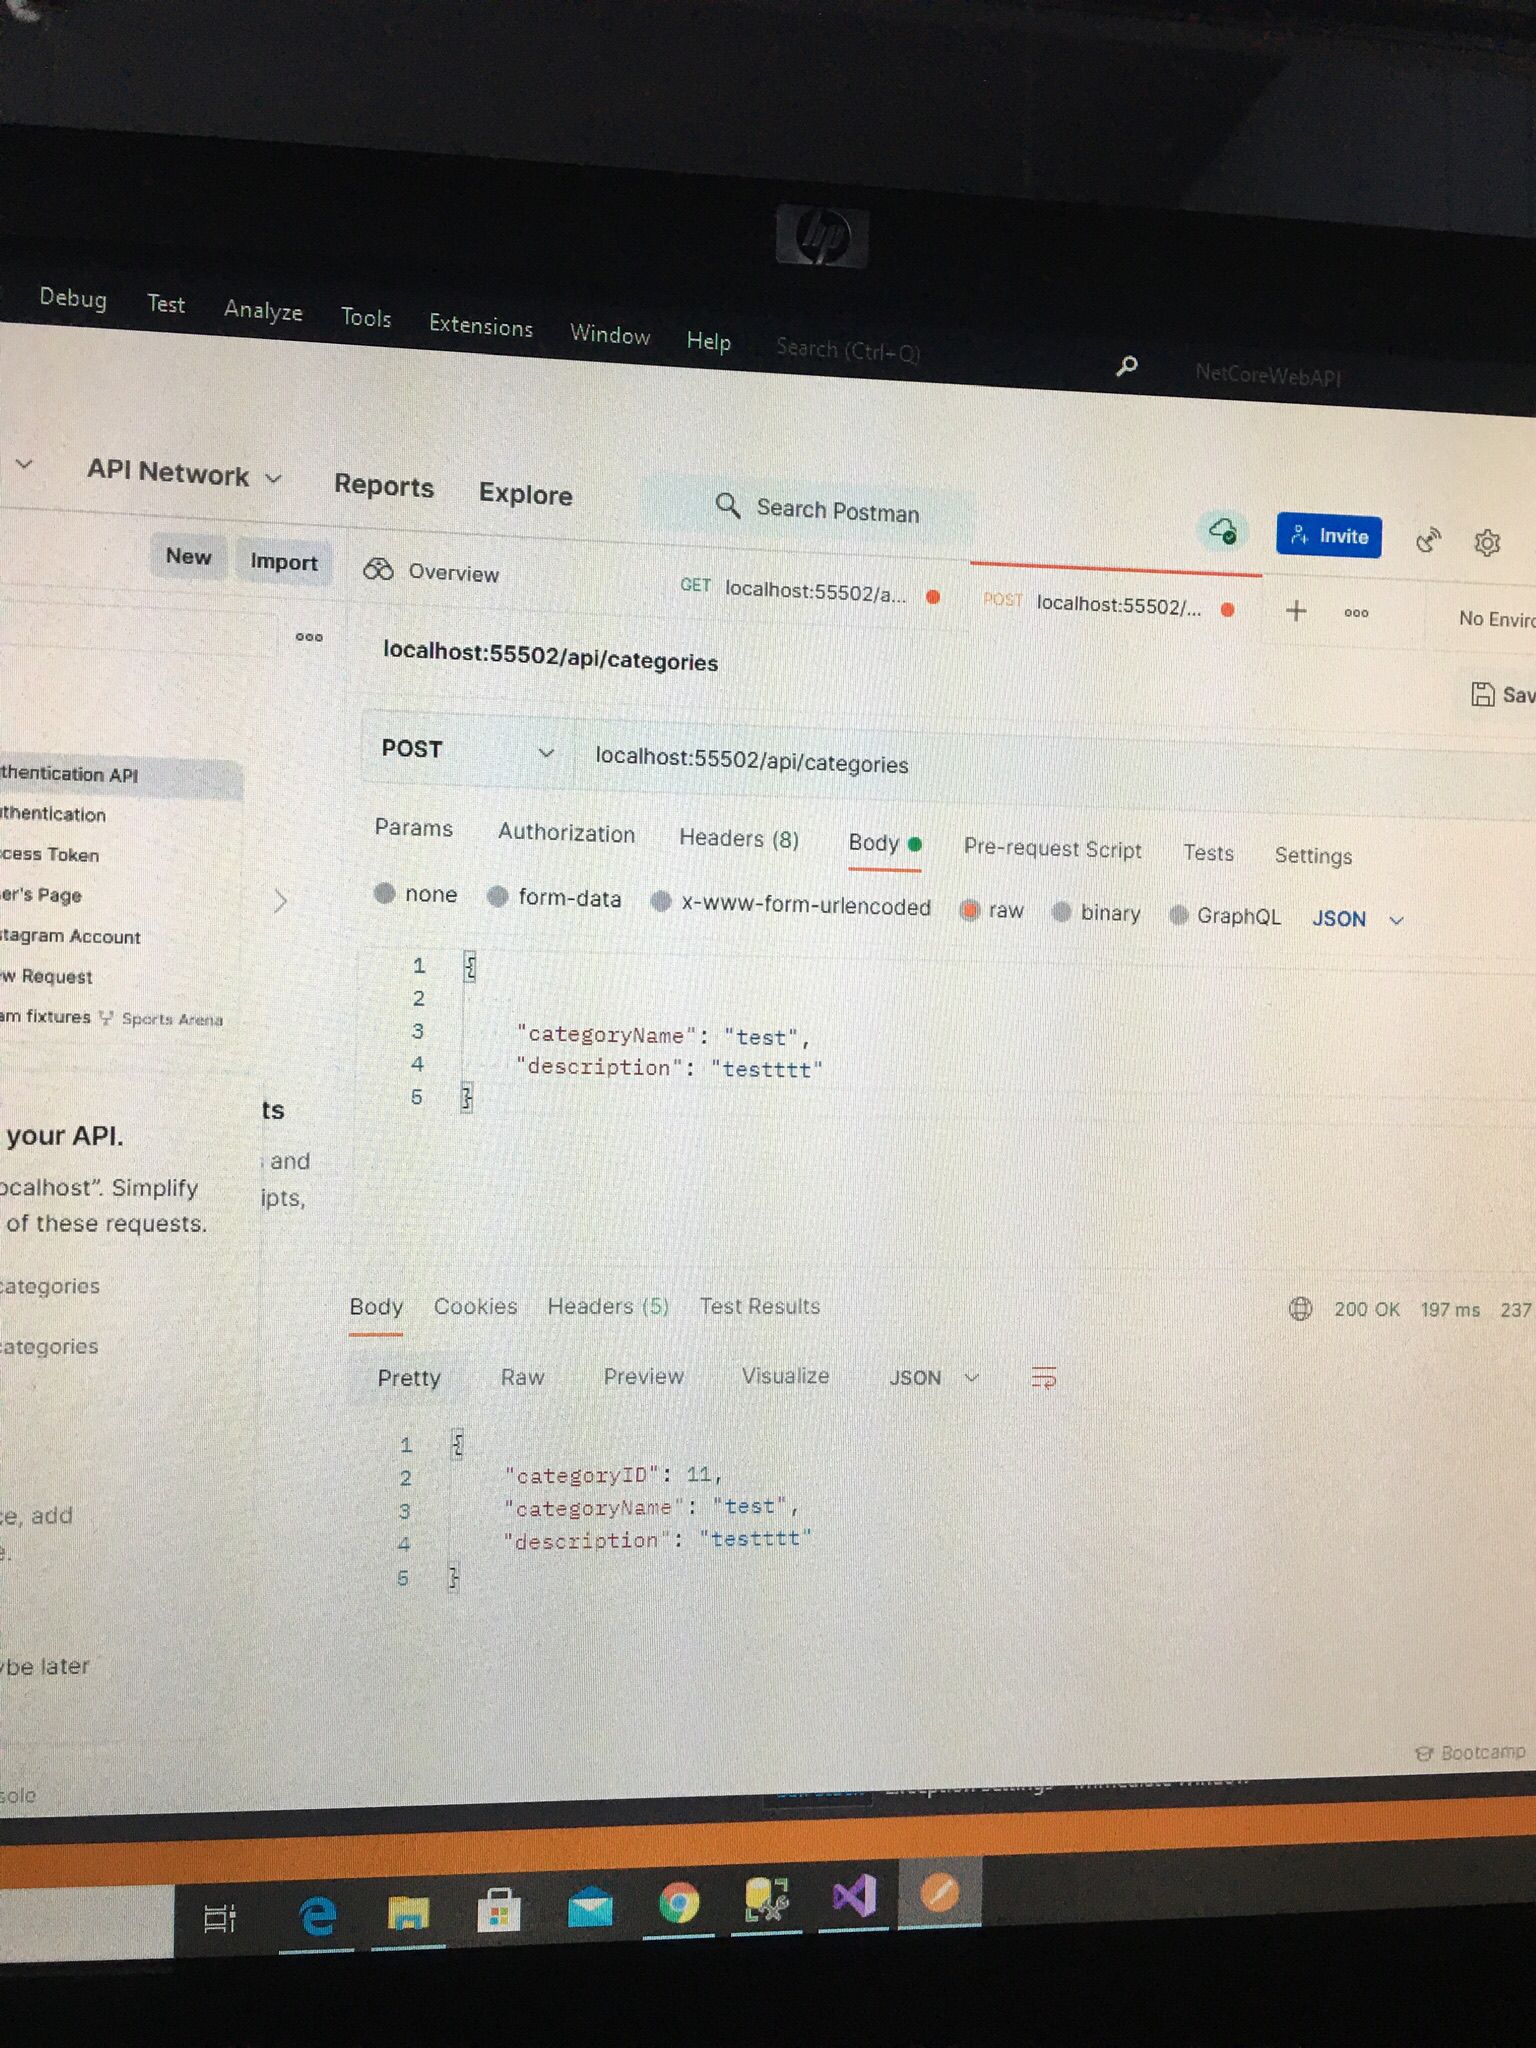 hp
Debug Test Analyze Tools Extensions Window Help Search (Ctrl+Q) NetCoreWebAPI
API Network Reports Explore Search Postman Invite
New Import Overview GET localhost:55502/a... POST localhost:55502/... + No Enviro
localhost:55502/api/categories
Sav
POST localhost:55502/api/categories
Params Authorization Headers (8) Body Pre-request Script Tests Settings
none form-data x-www-form-urlencoded raw binary GraphQL JSON
1 {
2
3 "categoryName": "test",
4 "description": "testttt"
5 }
thentication API
thentication
cess Token
er's Page
stagram Account
w Request
am fixtures Sports Arena
ts
your API.
and
ocalhost". Simplify
ipts,
of these requests.
categories
categories
Body Cookies Headers (5) Test Results 200 OK 197 ms 237
Pretty Raw Preview Visualize JSON
1 {
2 "categoryID": 11,
3 "categoryName": "test",
4 "description": "testttt"
5 }
ce, add
e.
ybe later
Bootcamp
sole